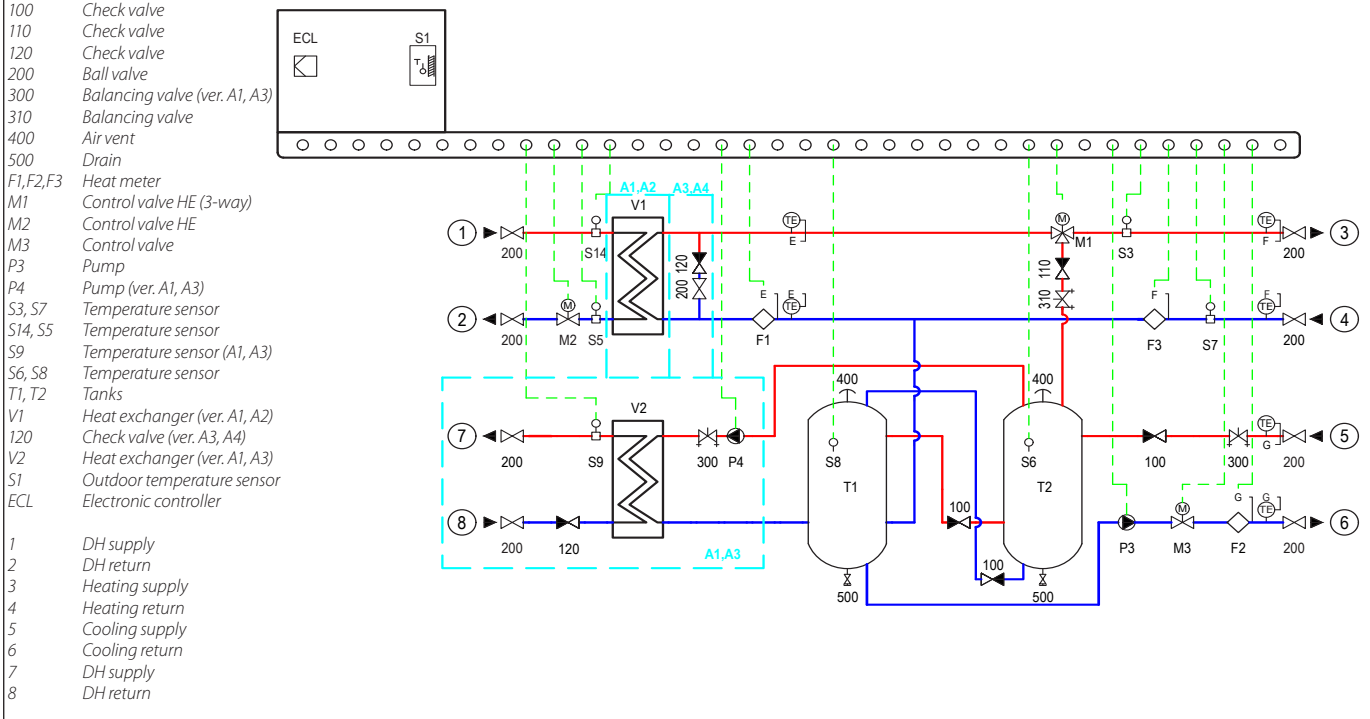 100 Check valve
110 Check valve
120 Check valve
200 Ball valve
300 Balancing valve (ver. A1, A3)
310 Balancing valve
400 Air vent
500 Drain
F1,F2,F3 Heat meter
M1 Control valve HE (3-way)
M2 Control valve HE
M3 Control valve
P3 Pump
P4 Pump (ver. A1, A3)
S3, S7 Temperature sensor
S14, S5 Temperature sensor
S9 Temperature sensor (A1, A3)
S6, S8 Temperature sensor
T1, T2 Tanks
V1 Heat exchanger (ver. A1, A2)
120 Check valve (ver. A3, A4)
V2 Heat exchanger (ver. A1, A3)
S1 Outdoor temperature sensor
ECL Electronic controller
1 DH supply
2 DH return
3 Heating supply
4 Heating return
5 Cooling supply
6 Cooling return
7 DH supply
8 DH return
ECL S1
T
A1,A2 A3,A4
V1
1 200 S14 120 200 TE E M M1 S3 TE F 200 3
110
310
2 200 M M2 S5 E F1 E TE F F3 S7 F TE 200 4
400 400
V2
7 200 S9 300 P4 S8 T1 S6 T2 100 300 TE G 200 5
8 200 120 100 P3 M M3 G F2 G TE 200 6
A1,A3
100
500 500